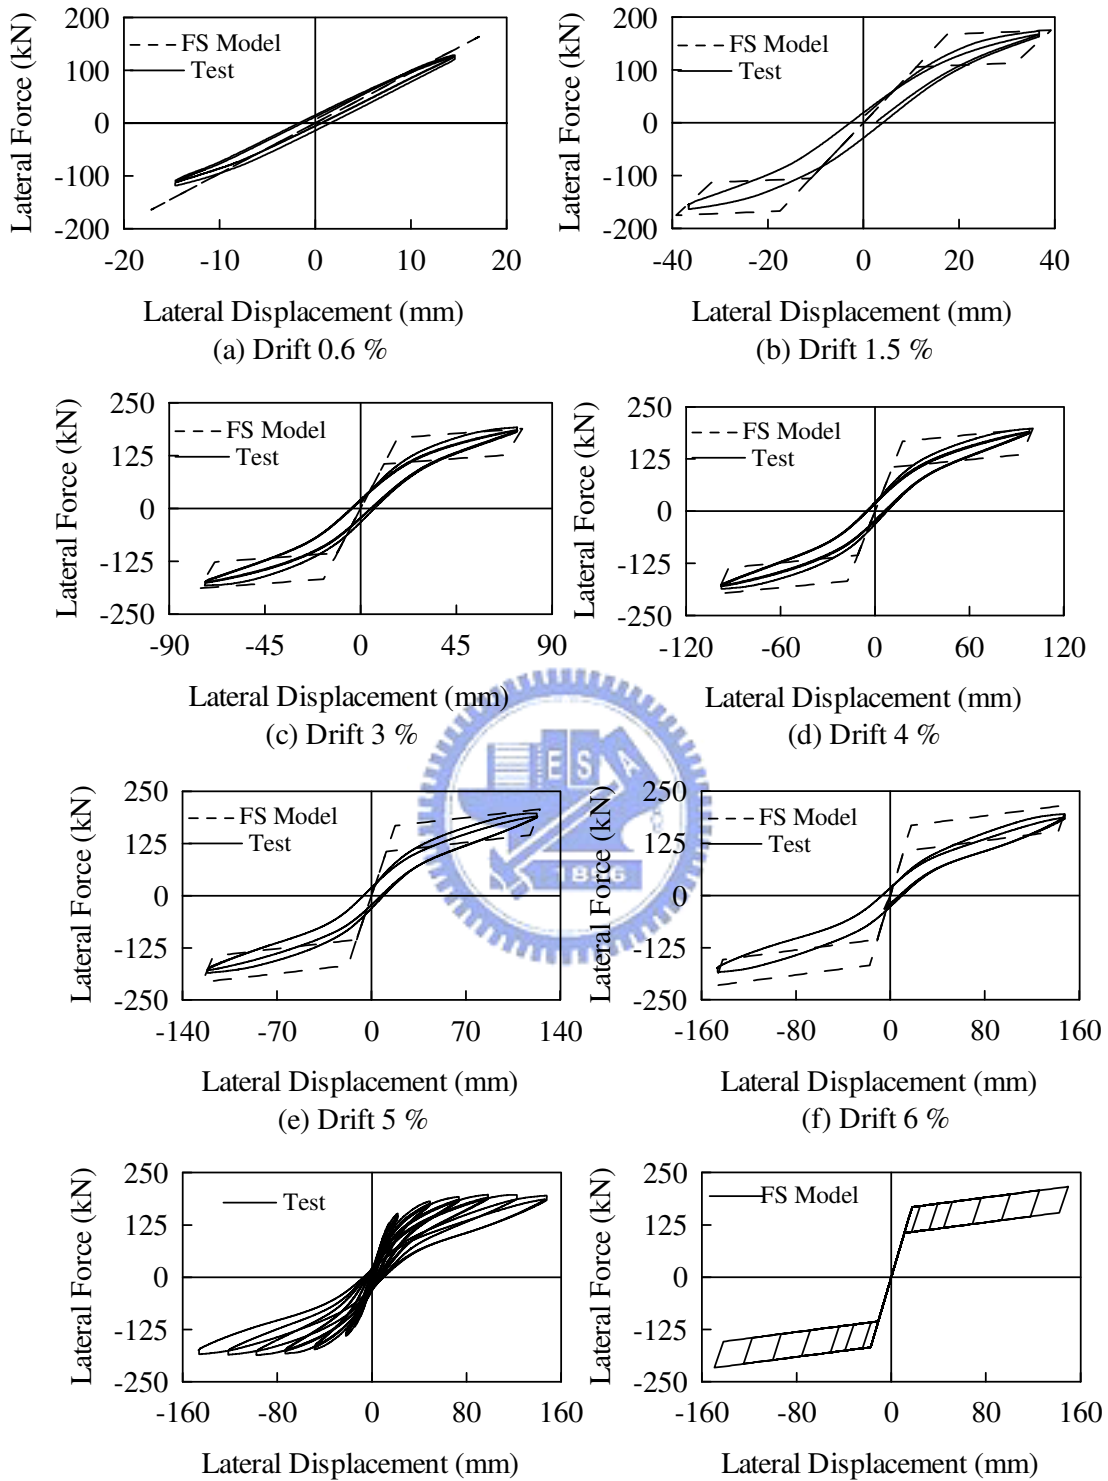 Lateral Force (kN)
200
100
0
-100
-200
FS Model
Test
-20 -10 0 10 20
Lateral Displacement (mm)
(a) Drift 0.6 %
Lateral Force (kN)
200
100
0
-100
-200
FS Model
Test
-40 -20 0 20 40
Lateral Displacement (mm)
(b) Drift 1.5 %
Lateral Force (kN)
250
125
0
-125
-250
FS Model
Test
-90 -45 0 45 90
Lateral Displacement (mm)
(c) Drift 3 %
Lateral Force (kN)
250
125
0
-125
-250
FS Model
Test
-120 -60 0 60 120
Lateral Displacement (mm)
(d) Drift 4 %
E S A
1896
Lateral Force (kN)
250
125
0
-125
-250
FS Model
Test
-140 -70 0 70 140
Lateral Displacement (mm)
(e) Drift 5 %
Lateral Force (kN)
250
125
0
-125
-250
FS Model
Test
-160 -80 0 80 160
Lateral Displacement (mm)
(f) Drift 6 %
Lateral Force (kN)
250
125
0
-125
-250
Test
-160 -80 0 80 160
Lateral Displacement (mm)
Lateral Force (kN)
250
125
0
-125
-250
FS Model
-160 -80 0 80 160
Lateral Displacement (mm)